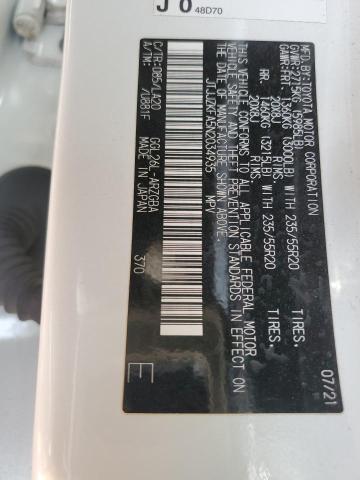 J 0 48D70
MFD. BY: TOYOTA MOTOR CORPORATION 07/21
GVWR: 2715KG (5985LB)
GAWR: FRT. 1360KG (3000LB) WITH 235/55R20 TIRES,
20X8J RIMS,
RR. 1460KG (3215LB) WITH 235/55R20 TIRES,
20X8J RIMS,
THIS VEHICLE CONFORMS TO ALL APPLICABLE FEDERAL MOTOR
VEHICLE SAFETY AND THEFT PREVENTION STANDARDS IN EFFECT ON
THE DATE OF MANUFACTURE SHOWN ABOVE.
MPV
C/TR: 085/LA20
A/TM: /U881F
GGL26L-ARZGBA
MADE IN JAPAN 370
E